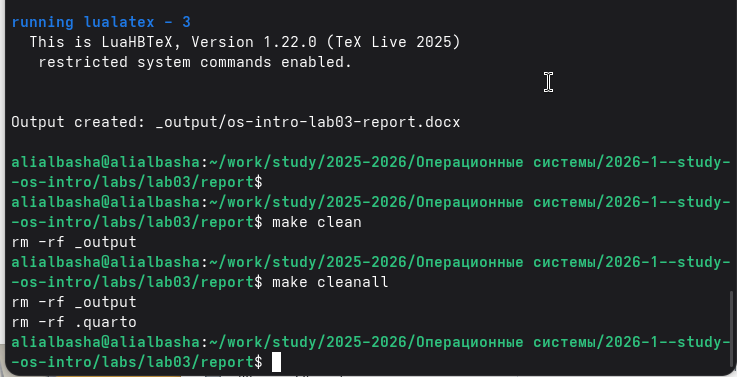 running lualatex - 3
This is LuaHBTeX, Version 1.22.0 (TeX Live 2025)
restricted system commands enabled.
Output created: _output/os-intro-lab03-report.docx
alialbasha@alialbasha:~/work/study/2025-2026/Операционные системы/2026-1--study-
-os-intro/labs/lab03/report$
alialbasha@alialbasha:~/work/study/2025-2026/Операционные системы/2026-1--study-
-os-intro/labs/lab03/report$ make clean
rm -rf _output
alialbasha@alialbasha:~/work/study/2025-2026/Операционные системы/2026-1--study-
-os-intro/labs/lab03/report$ make cleanall
rm -rf _output
rm -rf .quarto
alialbasha@alialbasha:~/work/study/2025-2026/Операционные системы/2026-1--study-
-os-intro/labs/lab03/report$